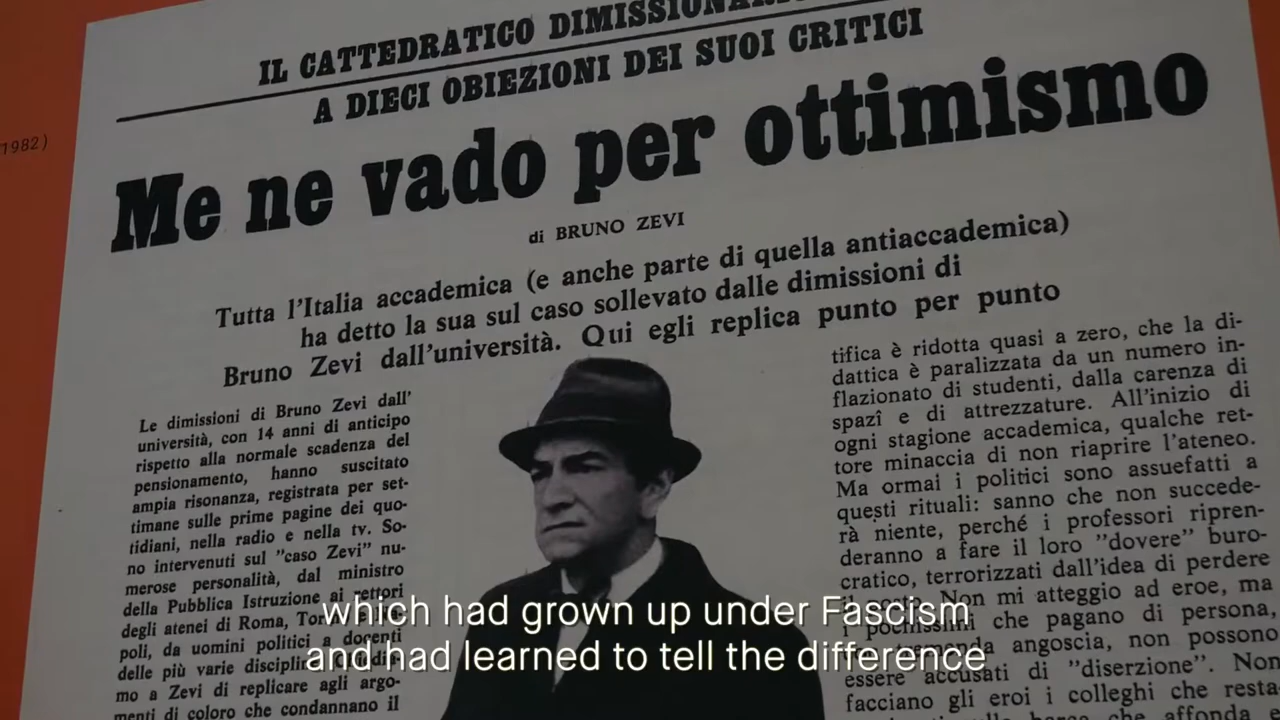 IL CATTEDRATICO
A DIECI OBIEZIONI DEI SUOI CRITICI
1982)
Me ne vado per ottimismo
di BRUNO ZEVI
Tutta l'Italia accademica (e anche parte di quella antiaccademica)
ha detto la sua sul caso sollevato dalle dimissioni di
Bruno Zevi dall'università. Qui egli replica punto per punto
Le dimissioni di Bruno Zevi dall'
università, con 14 anni di anticipo
rispetto alla normale scadenza del
pensionamento, hanno suscitato
ampia risonanza, registrata per set-
timane sulle prime pagine dei quo-
tidiani, nella radio e nella tv. So-
no intervenuti sul "caso Zevi" nu-
merose personalità, dal ministro
della Pubblica Istruzione ai rettori
degli atenei di Roma,
poli, da uomini politici a docenti
delle più varie
mo a Zevi di replicare agli argo-
menti di coloro che condannano il
tifica è ridotta quasi a zero, che la di-
dattica è paralizzata da un numero in-
flazionato di studenti, dalla carenza di
spazî e di attrezzature. All'inizio di
ogni stagione accademica, qualche ret-
tore minaccia di non riaprire l'ateneo.
Ma ormai i politici sono assuefatti a
questi rituali: sanno che non succede-
rà niente, perché i professori ripren-
deranno a fare il loro "dovere" buro-
cratico, terrorizzati dall'idea di perdere
Non mi atteggio ad eroe, ma
i pochissimi che pagano di persona,
angoscia, non possono
essere accusati di "diserzione". Non
facciano gli eroi i colleghi che resta-
che affonda e
which had grown up under Fascism
and had learned to tell the difference